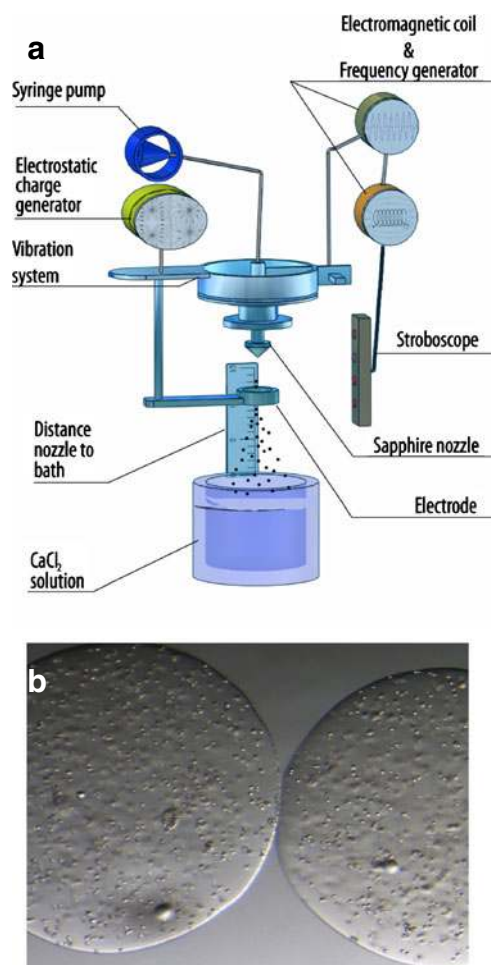 a
Electromagnetic coil
&
Frequency generator
Syringe pump
Electrostatic
charge
generator
Vibration
system
Stroboscope
Distance
nozzle to
bath
Sapphire nozzle
Electrode
CaCl₂
solution
b